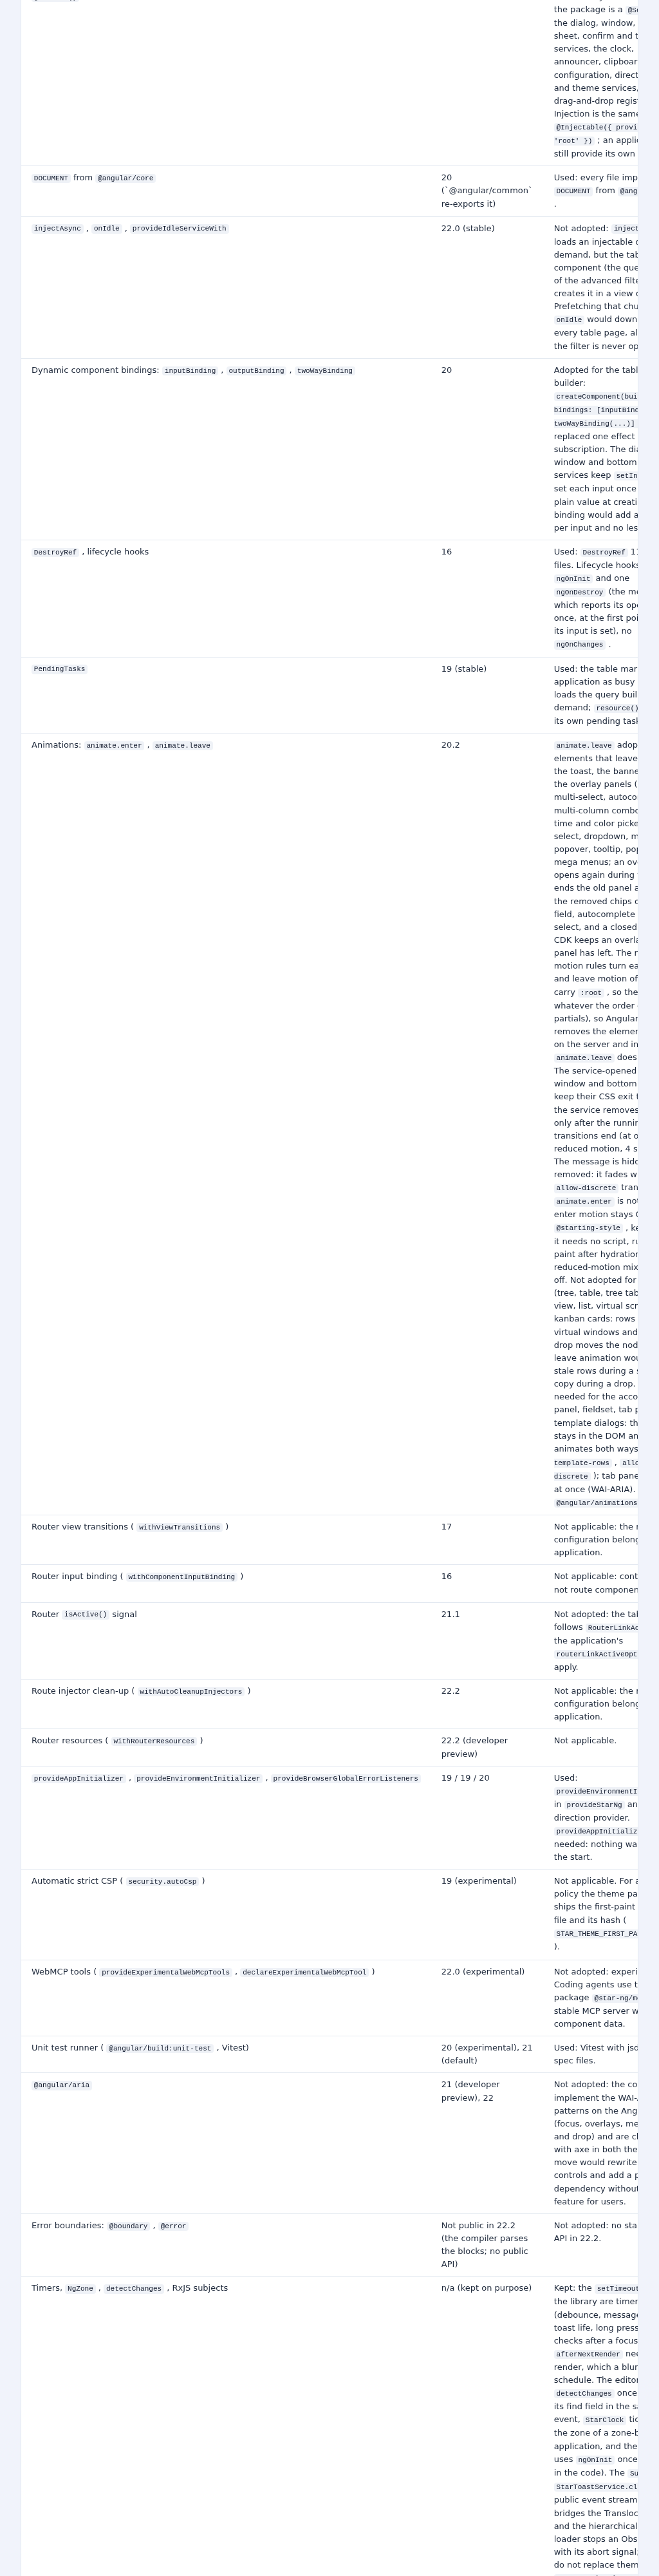 the package is a
the dialog, window,
sheet, confirm and
services, the clock,
announcer, clipboar
configuration, direct
and theme services,
drag-and-drop regis
Injection is the same
@Injectable({ provi
'root' }) ; an applic
still provide its own
DOCUMENT from @angular/core
20
(`@angular/common`
re-exports it)
Used: every file imp
DOCUMENT from @ang
.
injectAsync , onIdle , provideIdleServiceWith
22.0 (stable)
Not adopted: inject
loads an injectable
demand, but the tab
component (the que
of the advanced filte
creates it in a view
Prefetching that chu
onIdle would down
every table page, al
the filter is never op
Dynamic component bindings: inputBinding , outputBinding , twoWayBinding
20
Adopted for the tabl
builder:
createComponent(bui
bindings: [inputBind
twoWayBinding(...)]
replaced one effect
subscription. The dia
window and bottom
services keep setIn
set each input once
plain value at creati
binding would add a
per input and no les
DestroyRef , lifecycle hooks
16
Used: DestroyRef 1
files. Lifecycle hooks
ngOnInit and one
ngOnDestroy (the m
which reports its op
once, at the first poi
its input is set), no
ngOnChanges .
PendingTasks
19 (stable)
Used: the table mar
application as busy
loads the query buil
demand; resource()
its own pending task
Animations: animate.enter , animate.leave
20.2
animate.leave adop
elements that leave
the toast, the banne
the overlay panels (
multi-select, autoco
multi-column combo
time and color picke
select, dropdown, m
popover, tooltip, pop
mega menus; an ov
opens again during
ends the old panel a
the removed chips o
field, autocomplete
select, and a closed
CDK keeps an overla
panel has left. The r
motion rules turn ea
and leave motion of
carry :root , so the
whatever the order
partials), so Angular
removes the elemen
on the server and in
animate.leave does
The service-opened
window and bottom
keep their CSS exit t
the service removes
only after the runnin
transitions end (at o
reduced motion, 4 s
The message is hidd
removed: it fades w
allow-discrete tran
animate.enter is no
enter motion stays
@starting-style , ke
it needs no script, ru
paint after hydration
reduced-motion mix
off. Not adopted for
(tree, table, tree tab
view, list, virtual scr
kanban cards: rows
virtual windows and
drop moves the nod
leave animation wou
stale rows during a s
copy during a drop.
needed for the acco
panel, fieldset, tab p
template dialogs: th
stays in the DOM an
animates both ways
template-rows , allo
discrete ); tab pane
at once (WAI-ARIA).
@angular/animations
Router view transitions ( withViewTransitions )
17
Not applicable: the r
configuration belong
application.
Router input binding ( withComponentInputBinding )
16
Not applicable: cont
not route componen
Router isActive() signal
21.1
Not adopted: the tal
follows RouterLinkAc
the application's
routerLinkActiveOpt
apply.
Route injector clean-up ( withAutoCleanupInjectors )
22.2
Not applicable: the r
configuration belong
application.
Router resources ( withRouterResources )
22.2 (developer
preview)
Not applicable.
provideAppInitializer , provideEnvironmentInitializer , provideBrowserGlobalErrorListeners
19 / 19 / 20
Used:
provideEnvironmentI
in provideStarNg an
direction provider.
provideAppInitializ
needed: nothing wa
the start.
Automatic strict CSP ( security.autoCsp )
19 (experimental)
Not applicable. For a
policy the theme pa
ships the first-paint
file and its hash (
STAR_THEME_FIRST_PA
).
WebMCP tools ( provideExperimentalWebMcpTools , declareExperimentalWebMcpTool )
22.0 (experimental)
Not adopted: experi
Coding agents use t
package @star-ng/m
stable MCP server w
component data.
Unit test runner ( @angular/build:unit-test , Vitest)
20 (experimental), 21
(default)
Used: Vitest with jsd
spec files.
@angular/aria
21 (developer
preview), 22
Not adopted: the co
implement the WAI-
patterns on the Ang
(focus, overlays, me
and drop) and are cl
with axe in both the
move would rewrite
controls and add a p
dependency without
feature for users.
Error boundaries: @boundary , @error
Not public in 22.2
(the compiler parses
the blocks; no public
API)
Not adopted: no sta
API in 22.2.
Timers, NgZone , detectChanges , RxJS subjects
n/a (kept on purpose)
Kept: the setTimeout
the library are timer
(debounce, message
toast life, long press
checks after a focus
afterNextRender nee
render, which a blur
schedule. The editor
detectChanges once
its find field in the sa
event, StarClock tic
the zone of a zone-b
application, and the
uses ngOnInit once
in the code). The Su
StarToastService.cl
public event stream
bridges the Transloc
and the hierarchical
loader stops an Obs
with its abort signal.
do not replace them